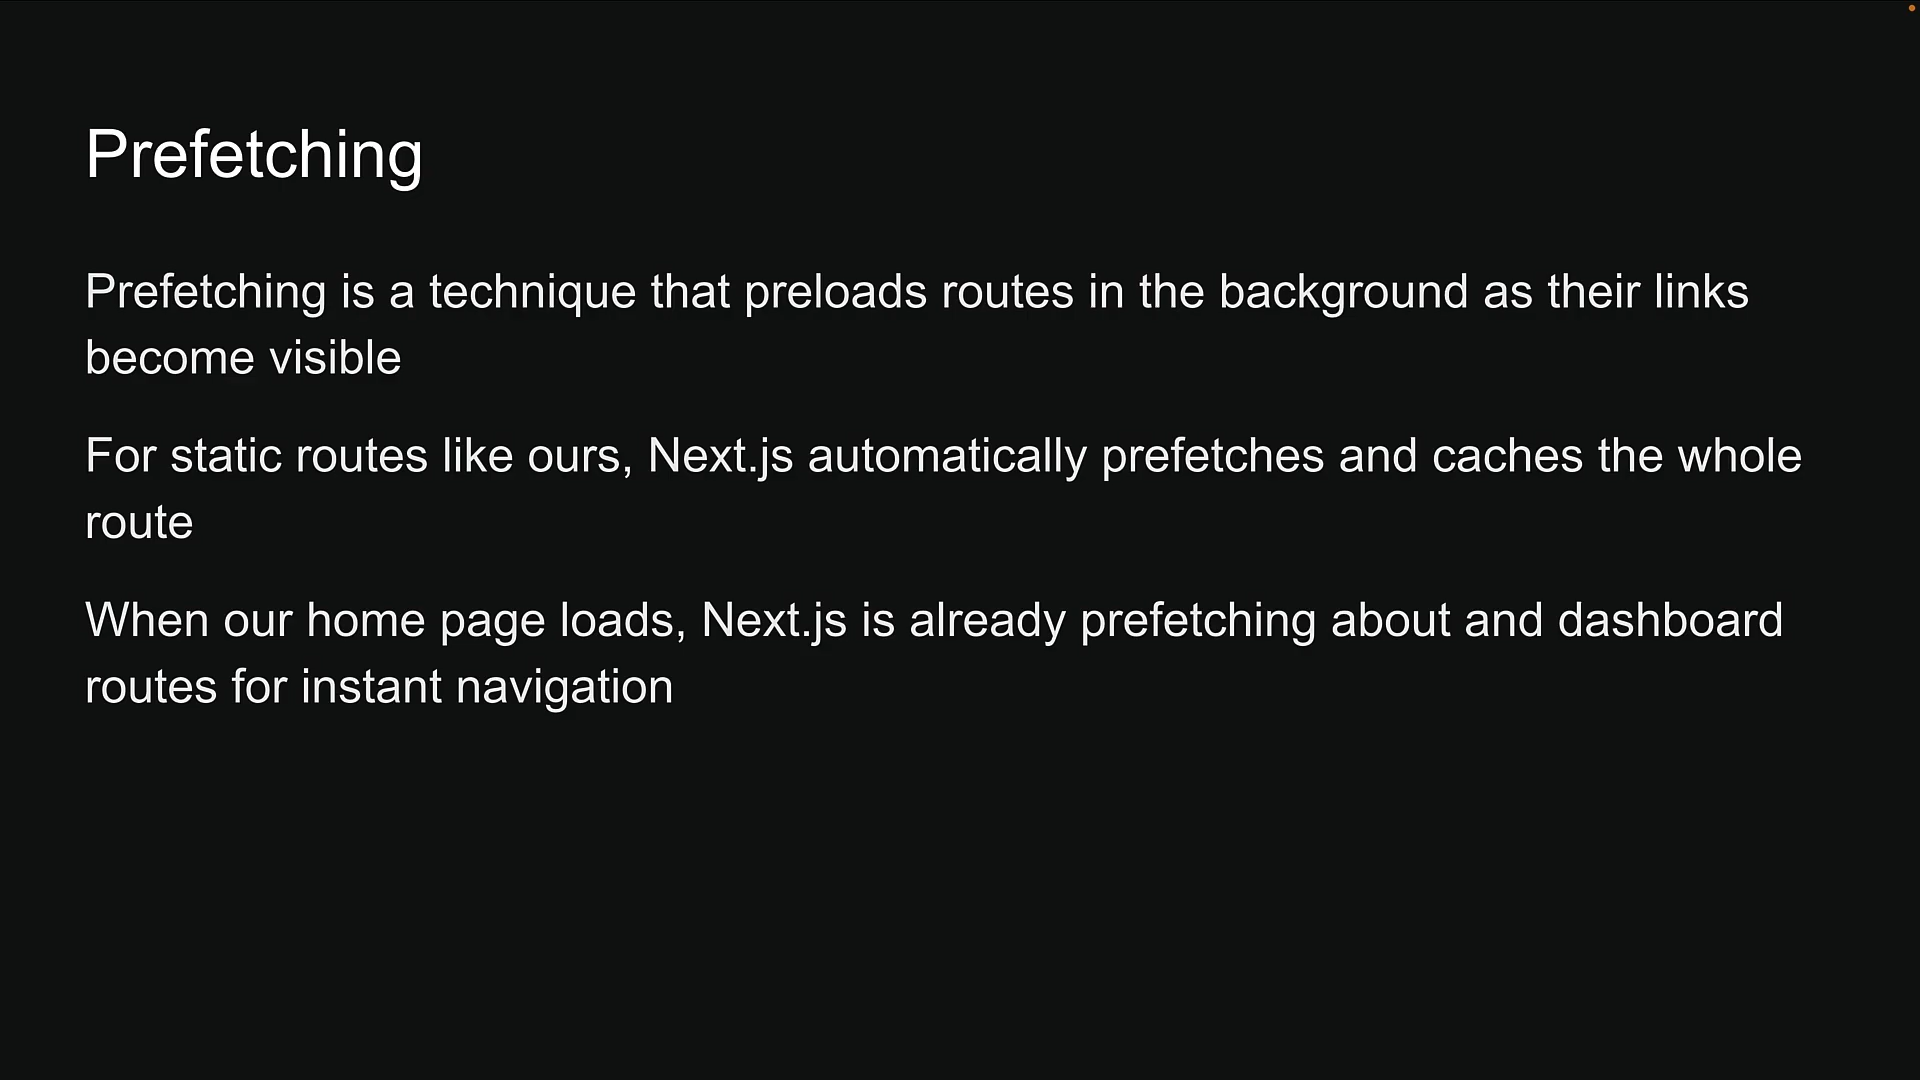 Prefetching
Prefetching is a technique that preloads routes in the background as their links
become visible
For static routes like ours, Next.js automatically prefetches and caches the whole
route
When our home page loads, Next.js is already prefetching about and dashboard
routes for instant navigation